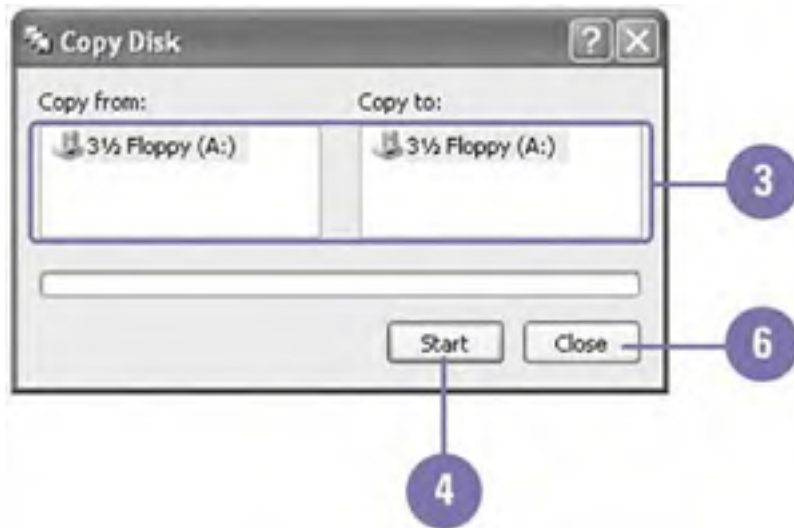 Copy Disk
Copy from: Copy to:
3½ Floppy (A:) 3½ Floppy (A:)
3
Start Close
6
4